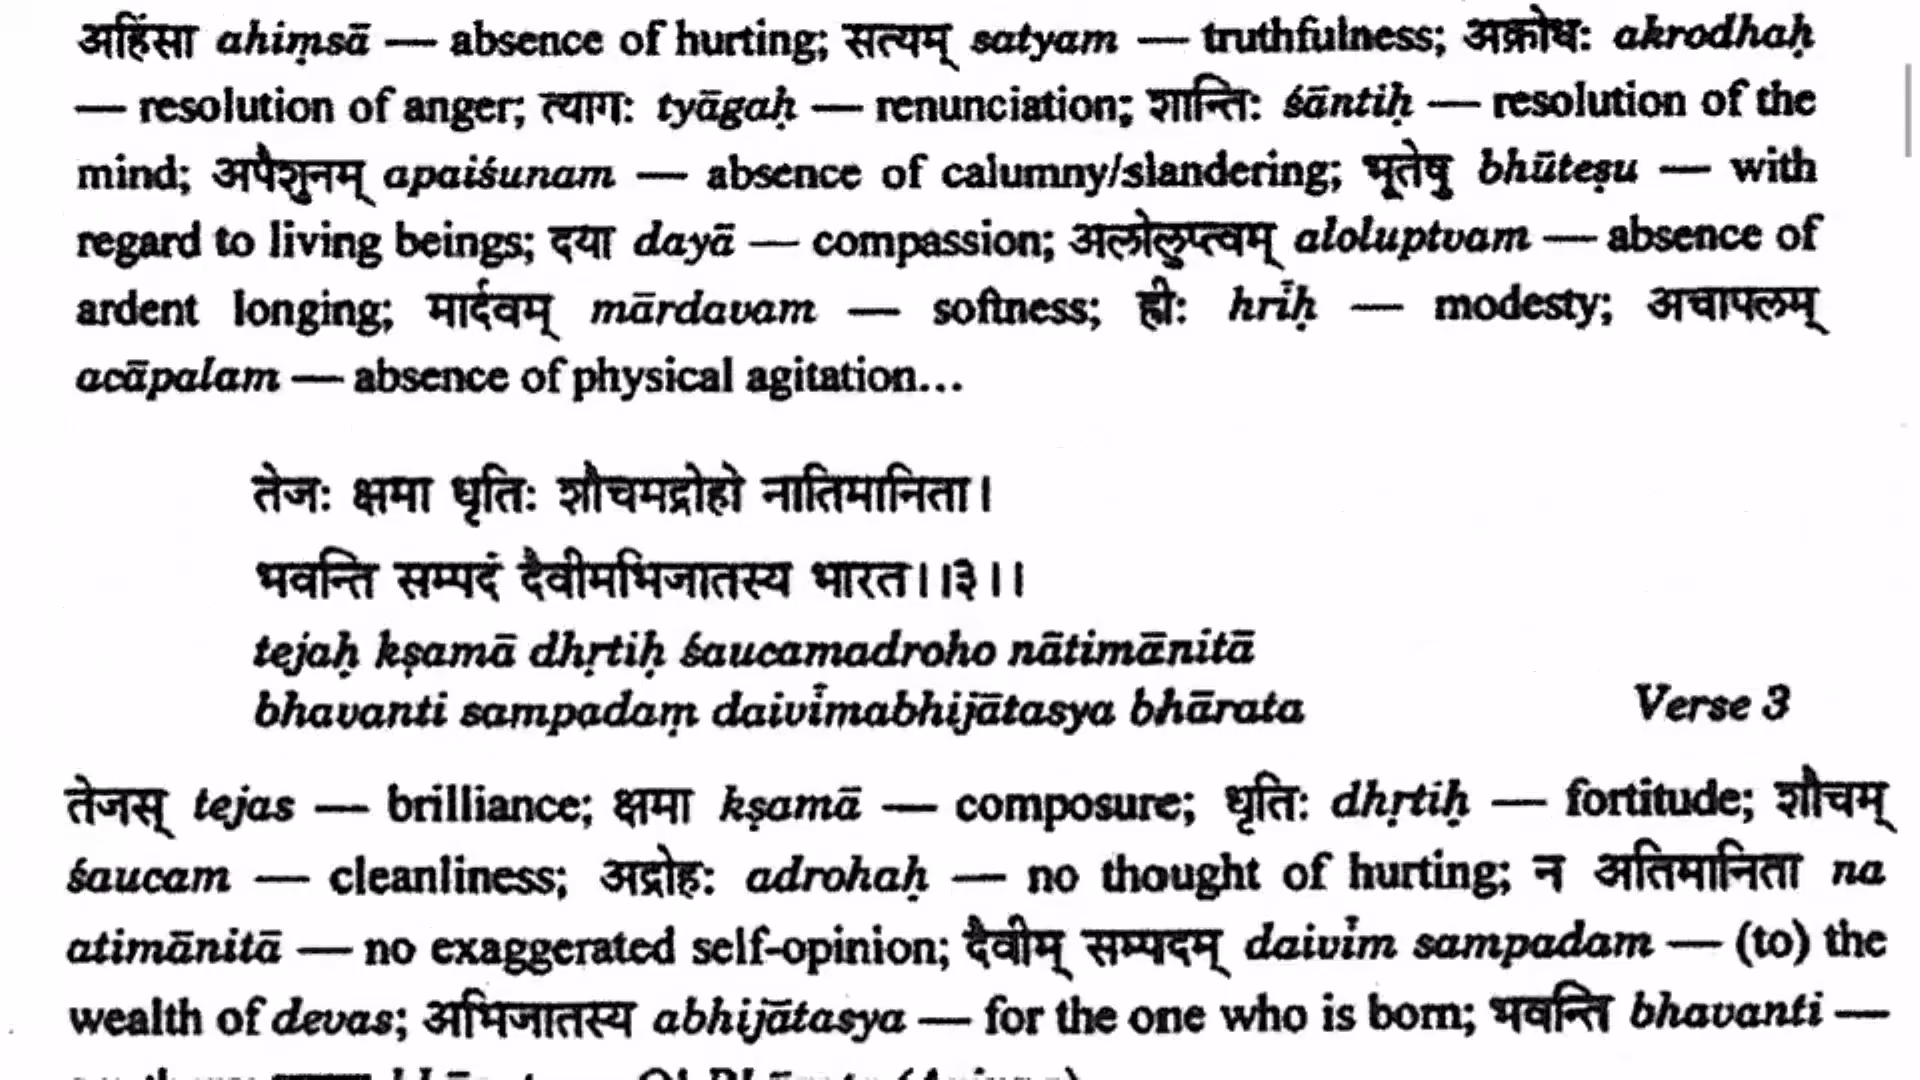 अहिंसा ahiṃsā — absence of hurting; सत्यम् satyam — truthfulness; अक्रोधः akrodhaḥ
— resolution of anger; त्यागः tyāgaḥ — renunciation; शान्तिः śāntiḥ — resolution of the
mind; अपैशुनम् apaiśunam — absence of calumny/slandering; भूतेषु bhūteṣu — with
regard to living beings; दया dayā — compassion; अलोलुप्त्वम् aloluptvam — absence of
ardent longing; मार्दवम् mārdavam — softness; ह्रीः hrīḥ — modesty; अचापलम्
acāpalam — absence of physical agitation...
तेजः क्षमा धृतिः शौचमद्रोहो नातिमानिता।
भवन्ति सम्पदं दैवीमभिजातस्य भारत।।३।।
tejaḥ kṣamā dhṛtiḥ śaucamadroho nātimānitā
bhavanti sampadaṃ daivīmabhijātasya bhārata Verse 3
तेजस् tejas — brilliance; क्षमा kṣamā — composure; धृतिः dhṛtiḥ — fortitude; शौचम्
śaucam — cleanliness; अद्रोहः adrohaḥ — no thought of hurting; न अतिमानिता na
atimānitā — no exaggerated self-opinion; दैवीम् सम्पदम् daivīm sampadam — (to) the
wealth of devas; अभिजातस्य abhijātasya — for the one who is born; भवन्ति bhavanti —